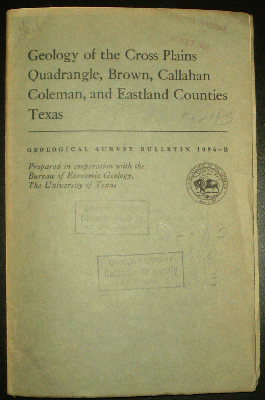 Geology of the Cross Plains
Quadrangle, Brown, Callahan
Coleman, and Eastland Counties
Texas
GEOLOGICAL SURVEY BULLETIN 1096-B
Prepared in cooperation with the
Bureau of Economic Geology,
The University of Texas